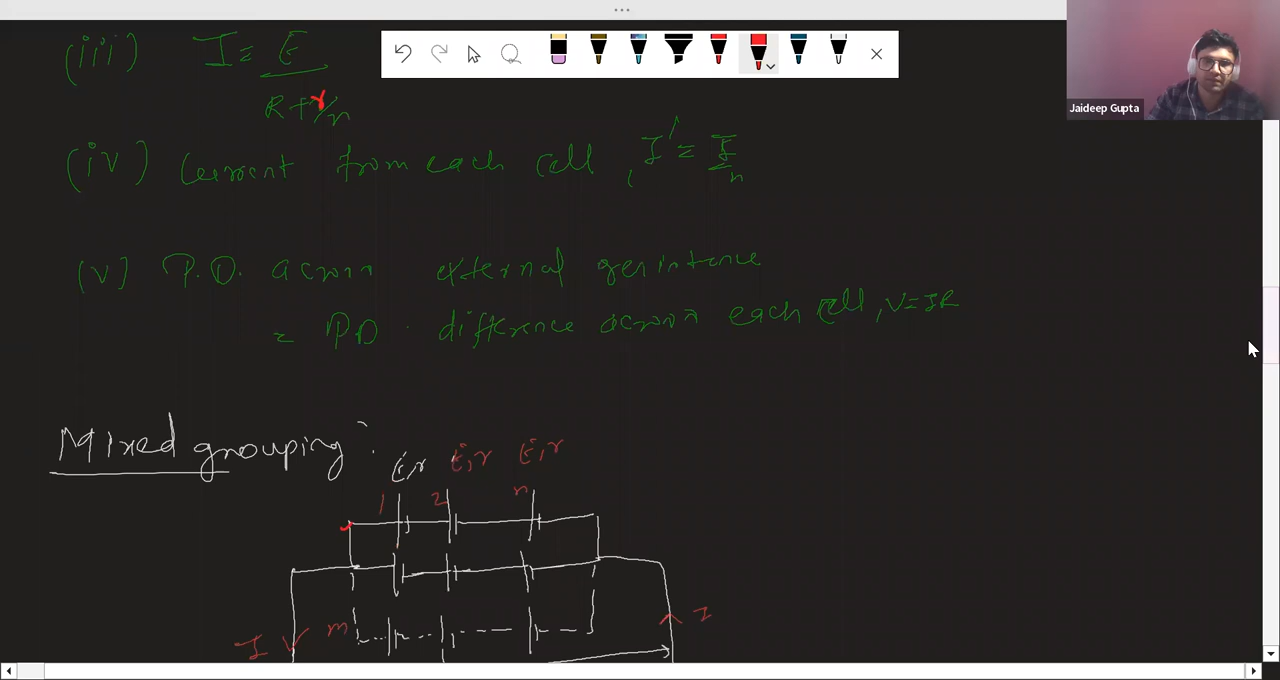 (iii) I = E
R + r/n
(iv) Current from each cell, I' = I/n
(v) P.D. across external resistance
= P.D. difference across each cell, V = IR
Mixed grouping:
E,r E,r E,r
1 2 n
m
I I
Jaideep Gupta